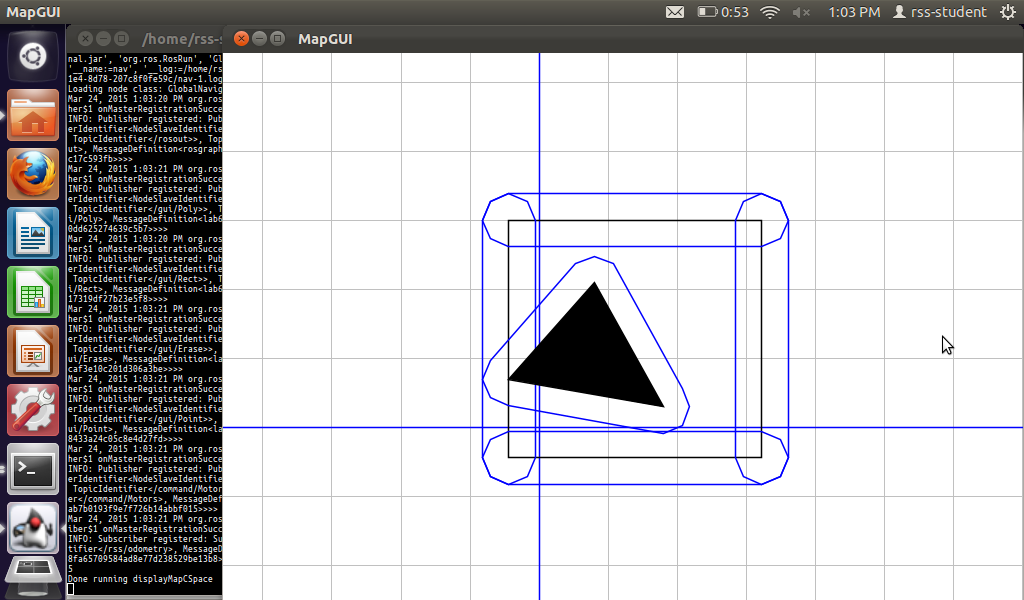 MapGUI
0:53
1:03 PM
rss-student
/home/rss-s
MapGUI
nal.jar', 'org.ros.RosRun', 'Gl
'__name:=nav', '__log:=/home/rs
1e4-8d78-207c8f0fe59c/nav-1.log
Loading node class: GlobalNavig
Mar 24, 2015 1:03:20 PM org.ros
her$1 onMasterRegistrationSucce
INFO: Publisher registered: Pub
erIdentifier<NodeSlaveIdentifie
TopicIdentifier</rosout>>, Top
ut>, MessageDefinition<rosgraph
c17c593fb>>>>
Mar 24, 2015 1:03:21 PM org.ros
her$1 onMasterRegistrationSucce
INFO: Publisher registered: Pub
erIdentifier<NodeSlaveIdentifie
TopicIdentifier</gui/Poly>>, T
i/Poly>, MessageDefinition<lab6
0dd625274639c5b7>>>>
Mar 24, 2015 1:03:20 PM org.ros
her$1 onMasterRegistrationSucce
INFO: Publisher registered: Pub
erIdentifier<NodeSlaveIdentifie
TopicIdentifier</gui/Rect>>, T
i/Rect>, MessageDefinition<lab6
17319df27b23e5f8>>>>
Mar 24, 2015 1:03:21 PM org.ros
her$1 onMasterRegistrationSucce
INFO: Publisher registered: Pub
erIdentifier<NodeSlaveIdentifie
TopicIdentifier</gui/Erase>>,
ui/Erase>, MessageDefinition<la
caf3e10c201d306a3be>>>>
Mar 24, 2015 1:03:21 PM org.ros
her$1 onMasterRegistrationSucce
INFO: Publisher registered: Pub
erIdentifier<NodeSlaveIdentifie
TopicIdentifier</gui/Point>>,
ui/Point>, MessageDefinition<la
8433a24c05c8e4d27fd>>>>
Mar 24, 2015 1:03:21 PM org.ros
her$1 onMasterRegistrationSucce
INFO: Publisher registered: Pub
erIdentifier<NodeSlaveIdentifie
TopicIdentifier</command/Motor
er</command/Motors>, MessageDef
ab7b0193f9e7f726b14abbf015>>>>
Mar 24, 2015 1:03:21 PM org.ros
iber$1 onMasterRegistrationSucc
INFO: Subscriber registered: Su
tifier</rss/odometry>, MessageD
8fa65709584ad8e77d238529be13b8>
5
Done running displayMapCSpace